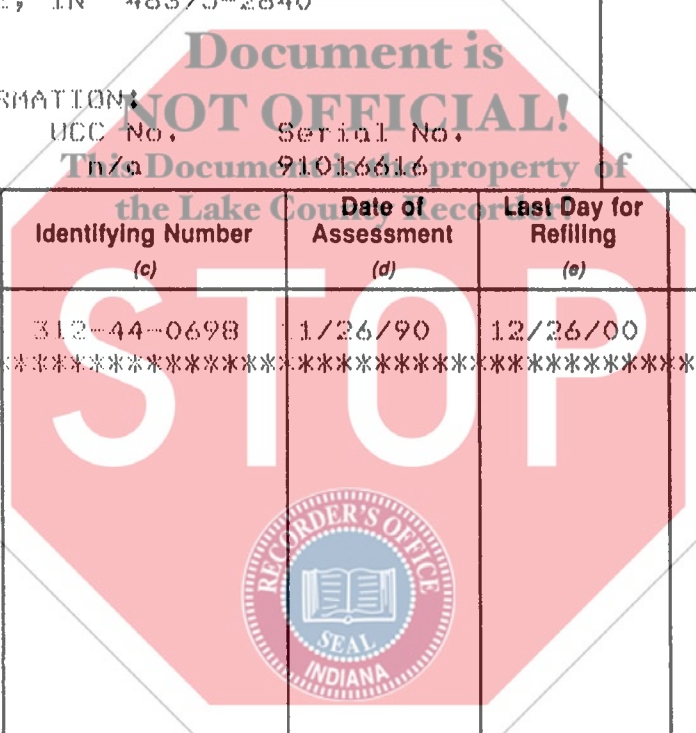 IN 46375-2840
Document is
RMATION:
NOT OFFICIAL!
UCC No. Serial No.
This Document is the property of
n/a 91016616
the Lake County Recorder!
Identifying Number
(c)
Date of
Assessment
(d)
Last Day for
Refiling
(e)
312-44-0698 11/26/90 12/26/00
STOP
RECORDER'S OFFICE
SEAL
INDIANA